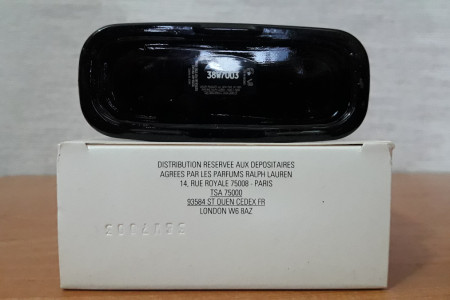 38W7003
DISTRIBUTION RESERVEE AUX DEPOSITAIRES
AGREES PAR LES PARFUMS RALPH LAUREN
14, RUE ROYALE 75008 - PARIS
TSA 75000
93584 ST OUEN CEDEX FR
LONDON W6 8AZ